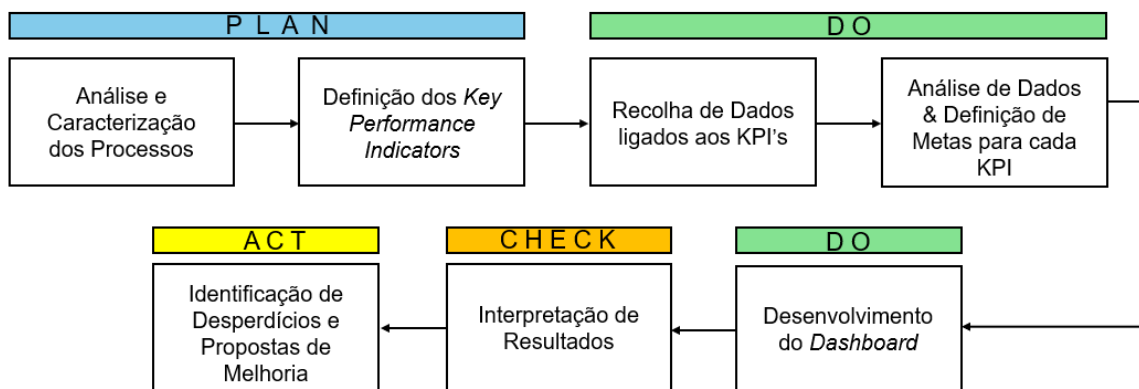 P L A N
Análise e
Caracterização
dos Processos
Definição dos Key
Performance
Indicators
D O
Recolha de Dados
ligados aos KPI's
Análise de Dados
& Definição de
Metas para cada
KPI
D O
Desenvolvimento
do Dashboard
C H E C K
Interpretação de
Resultados
A C T
Identificação de
Desperdícios e
Propostas de
Melhoria